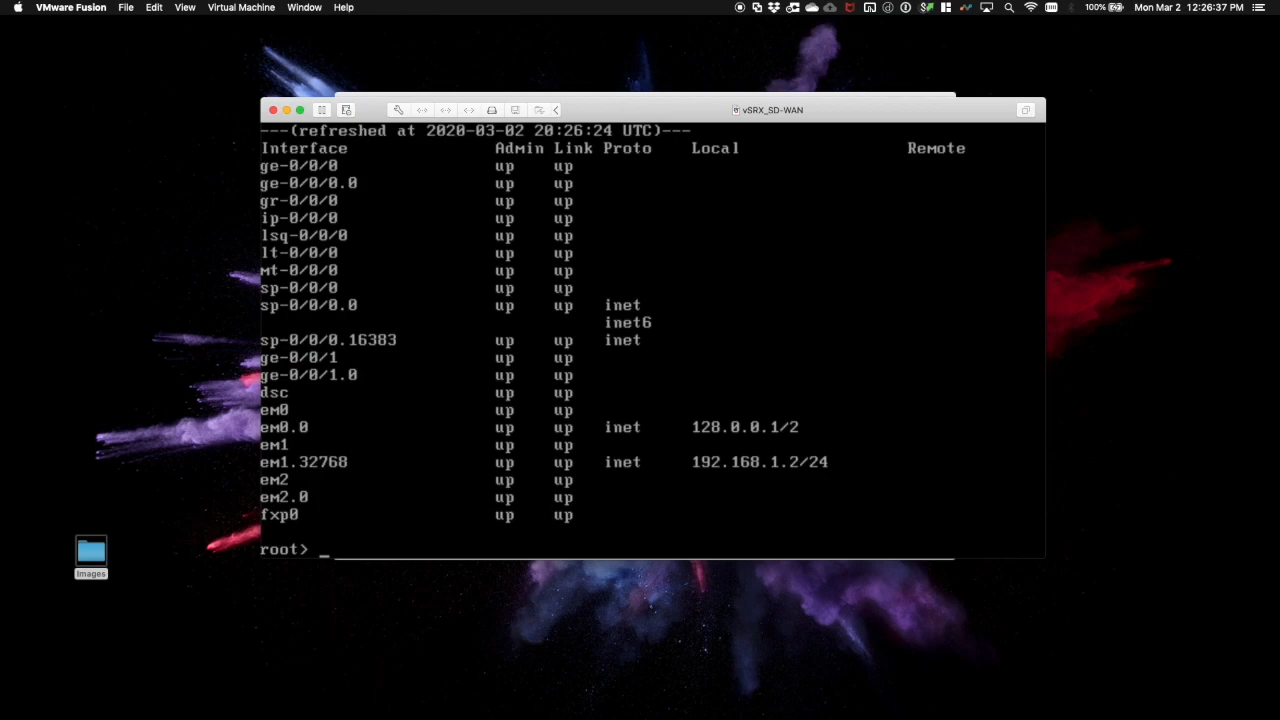 VMware Fusion File Edit View Virtual Machine Window Help 100% Mon Mar 2 12:26:37 PM
vSRX_SD-WAN
---(refreshed at 2020-03-02 20:26:24 UTC)---
Interface Admin Link Proto Local Remote
ge-0/0/0 up up
ge-0/0/0.0 up up
gr-0/0/0 up up
ip-0/0/0 up up
lsq-0/0/0 up up
lt-0/0/0 up up
mt-0/0/0 up up
sp-0/0/0 up up
sp-0/0/0.0 up up inet
inet6
sp-0/0/0.16383 up up inet
ge-0/0/1 up up
ge-0/0/1.0 up up
dsc up up
em0 up up
em0.0 up up inet 128.0.0.1/2
em1 up up
em1.32768 up up inet 192.168.1.2/24
em2 up up
em2.0 up up
fxp0 up up
root> _
Images